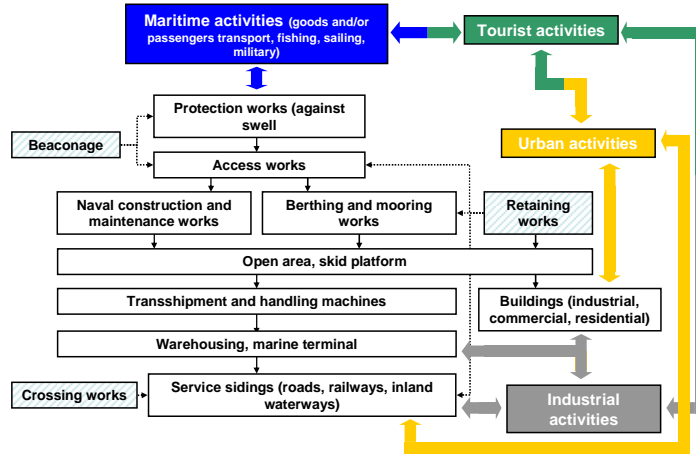 Maritime activities (goods and/or
passengers transport, fishing, sailing,
military)
Tourist activities
Protection works (against
swell
Beaconage
Urban activities
Access works
Naval construction and
maintenance works
Berthing and mooring
works
Retaining
works
Open area, skid platform
Transshipment and handling machines
Buildings (industrial,
commercial, residential)
Warehousing, marine terminal
Crossing works
Service sidings (roads, railways, inland
waterways)
Industrial
activities